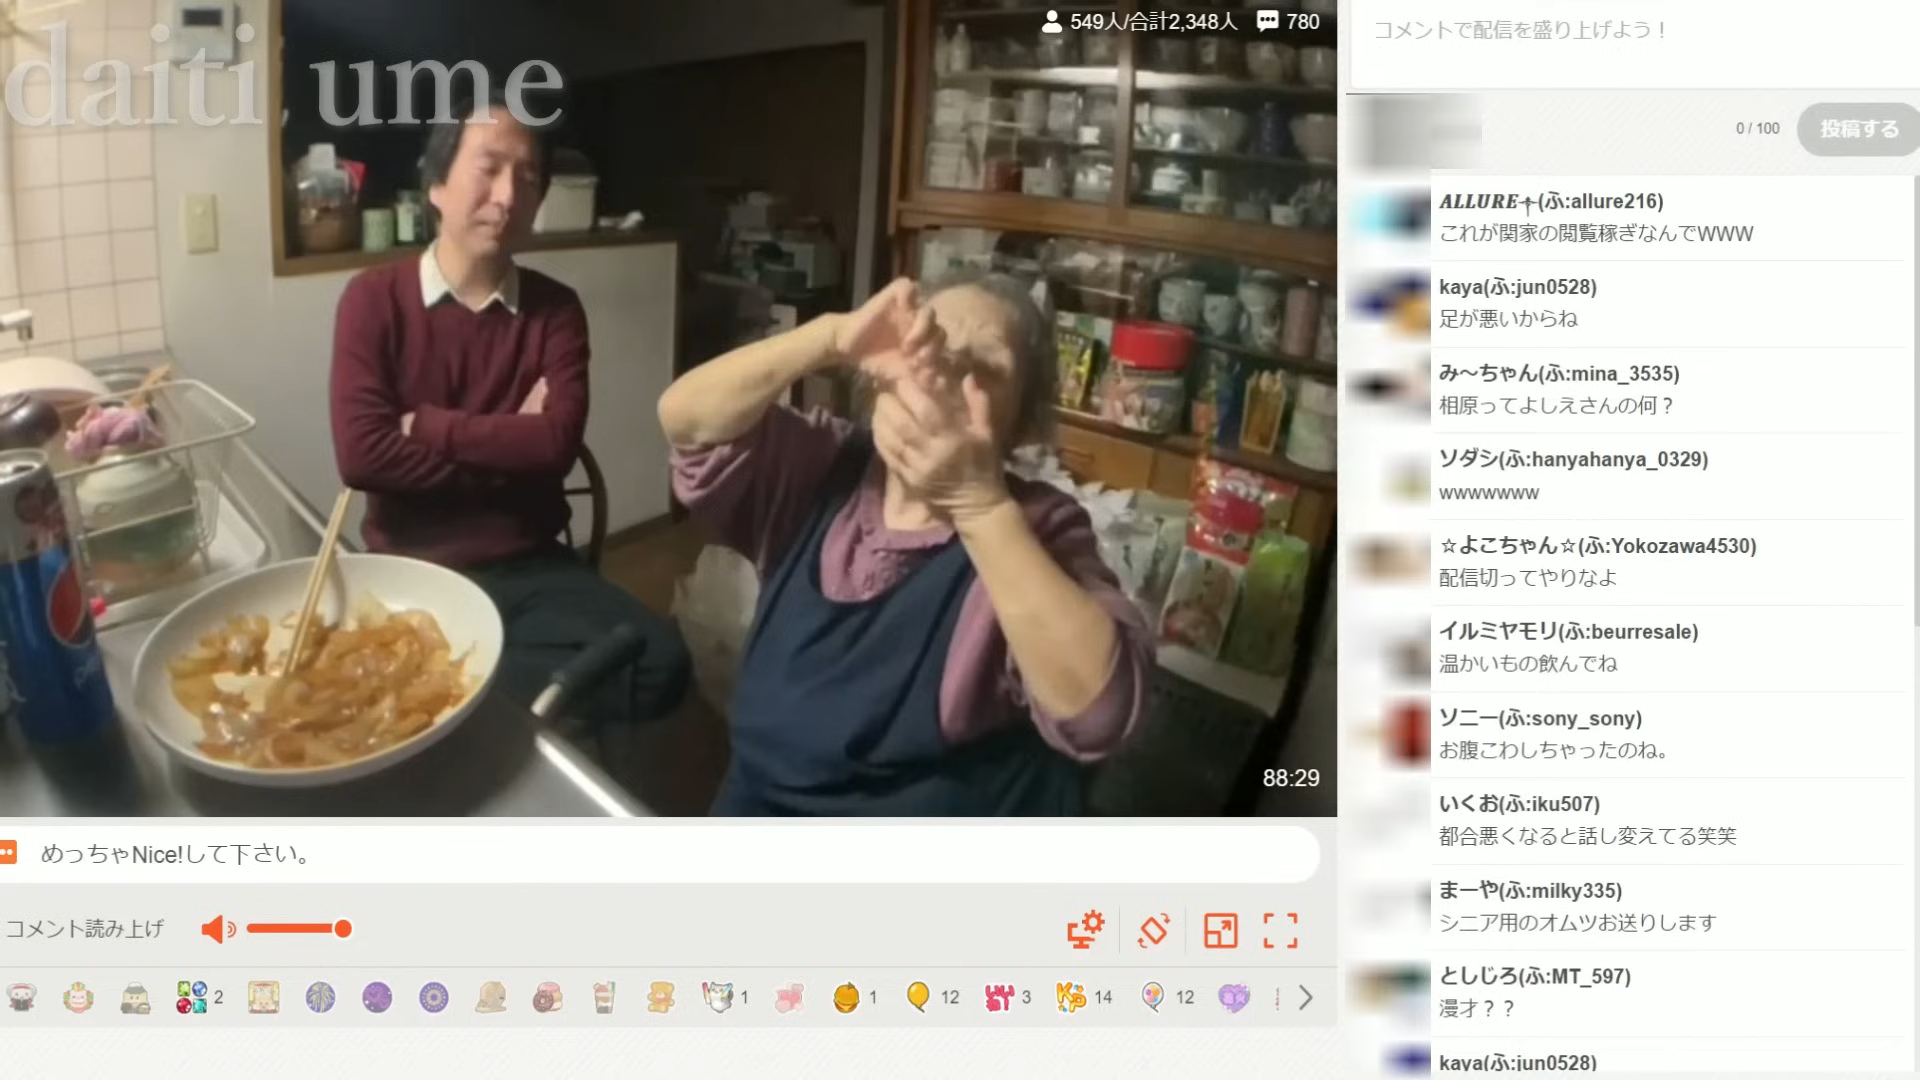 daiti ume
549人/合計2,348人 780
88:29
めっちゃNice!して下さい。
コメント読み上げ
2
1
1
12
3
14
12
コメントで配信を盛り上げよう！
0 / 100
投稿する
ALLURE⚚(ふ:allure216)
これが関家の閲覧稼ぎなんでWWW
kaya(ふ:jun0528)
足が悪いからね
み～ちゃん(ふ:mina_3535)
相原ってよしえさんの何？
ソダシ(ふ:hanyahanya_0329)
wwwwwww
☆よこちゃん☆(ふ:Yokozawa4530)
配信切ってやりなよ
イルミヤモリ(ふ:beurresale)
温かいもの飲んでね
ソニー(ふ:sony_sony)
お腹こわしちゃったのね。
いくお(ふ:iku507)
都合悪くなると話し変えてる笑笑
まーや(ふ:milky335)
シニア用のオムツお送りします
としじろ(ふ:MT_597)
漫才？？
kaya(ふ:jun0528)